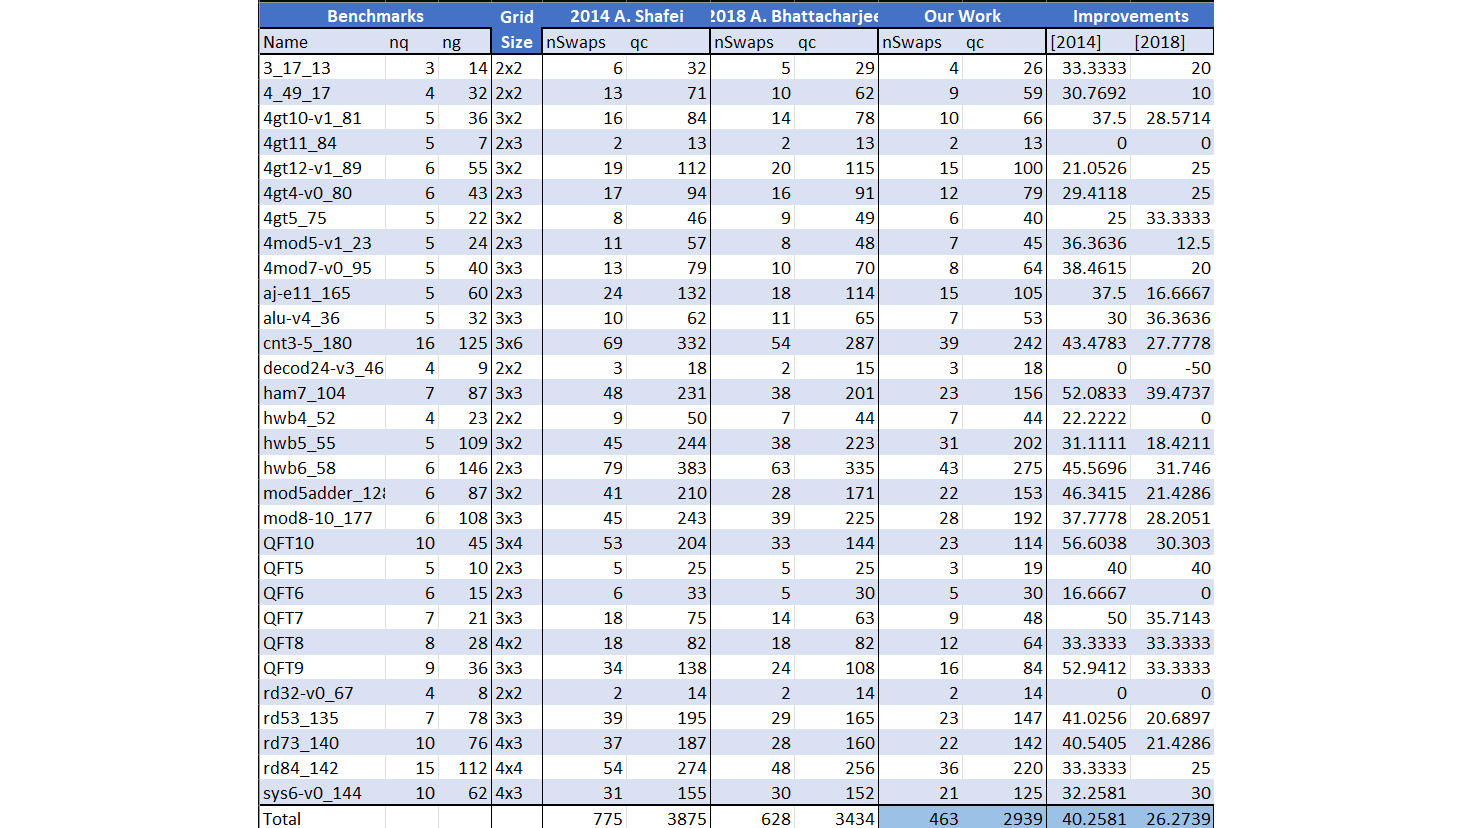 Benchmarks Grid 2014 A. Shafei 2018 A. Bhattacharjee Our Work Improvements
Name nq ng Size nSwaps qc nSwaps qc nSwaps qc [2014] [2018]
3_17_13 3 14 2x2 6 32 5 29 4 26 33.3333 20
4_49_17 4 32 2x2 13 71 10 62 9 59 30.7692 10
4gt10-v1_81 5 36 3x2 16 84 14 78 10 66 37.5 28.5714
4gt11_84 5 7 2x3 2 13 2 13 2 13 0 0
4gt12-v1_89 6 55 3x2 19 112 20 115 15 100 21.0526 25
4gt4-v0_80 6 43 2x3 17 94 16 91 12 79 29.4118 25
4gt5_75 5 22 3x2 8 46 9 49 6 40 25 33.3333
4mod5-v1_23 5 24 2x3 11 57 8 48 7 45 36.3636 12.5
4mod7-v0_95 5 40 3x3 13 79 10 70 8 64 38.4615 20
aj-e11_165 5 60 2x3 24 132 18 114 15 105 37.5 16.6667
alu-v4_36 5 32 3x3 10 62 11 65 7 53 30 36.3636
cnt3-5_180 16 125 3x6 69 332 54 287 39 242 43.4783 27.7778
decod24-v3_46 4 9 2x2 3 18 2 15 3 18 0 -50
ham7_104 7 87 3x3 48 231 38 201 23 156 52.0833 39.4737
hwb4_52 4 23 2x2 9 50 7 44 7 44 22.2222 0
hwb5_55 5 109 3x2 45 244 38 223 31 202 31.1111 18.4211
hwb6_58 6 146 2x3 79 383 63 335 43 275 45.5696 31.746
mod5adder_128 6 87 3x2 41 210 28 171 22 153 46.3415 21.4286
mod8-10_177 6 108 3x3 45 243 39 225 28 192 37.7778 28.2051
QFT10 10 45 3x4 53 204 33 144 23 114 56.6038 30.303
QFT5 5 10 2x3 5 25 5 25 3 19 40 40
QFT6 6 15 2x3 6 33 5 30 5 30 16.6667 0
QFT7 7 21 3x3 18 75 14 63 9 48 50 35.7143
QFT8 8 28 4x2 18 82 18 82 12 64 33.3333 33.3333
QFT9 9 36 3x3 34 138 24 108 16 84 52.9412 33.3333
rd32-v0_67 4 8 2x2 2 14 2 14 2 14 0 0
rd53_135 7 78 3x3 39 195 29 165 23 147 41.0256 20.6897
rd73_140 10 76 4x3 37 187 28 160 22 142 40.5405 21.4286
rd84_142 15 112 4x4 54 274 48 256 36 220 33.3333 25
sys6-v0_144 10 62 4x3 31 155 30 152 21 125 32.2581 30
Total 775 3875 628 3434 463 2939 40.2581 26.2739